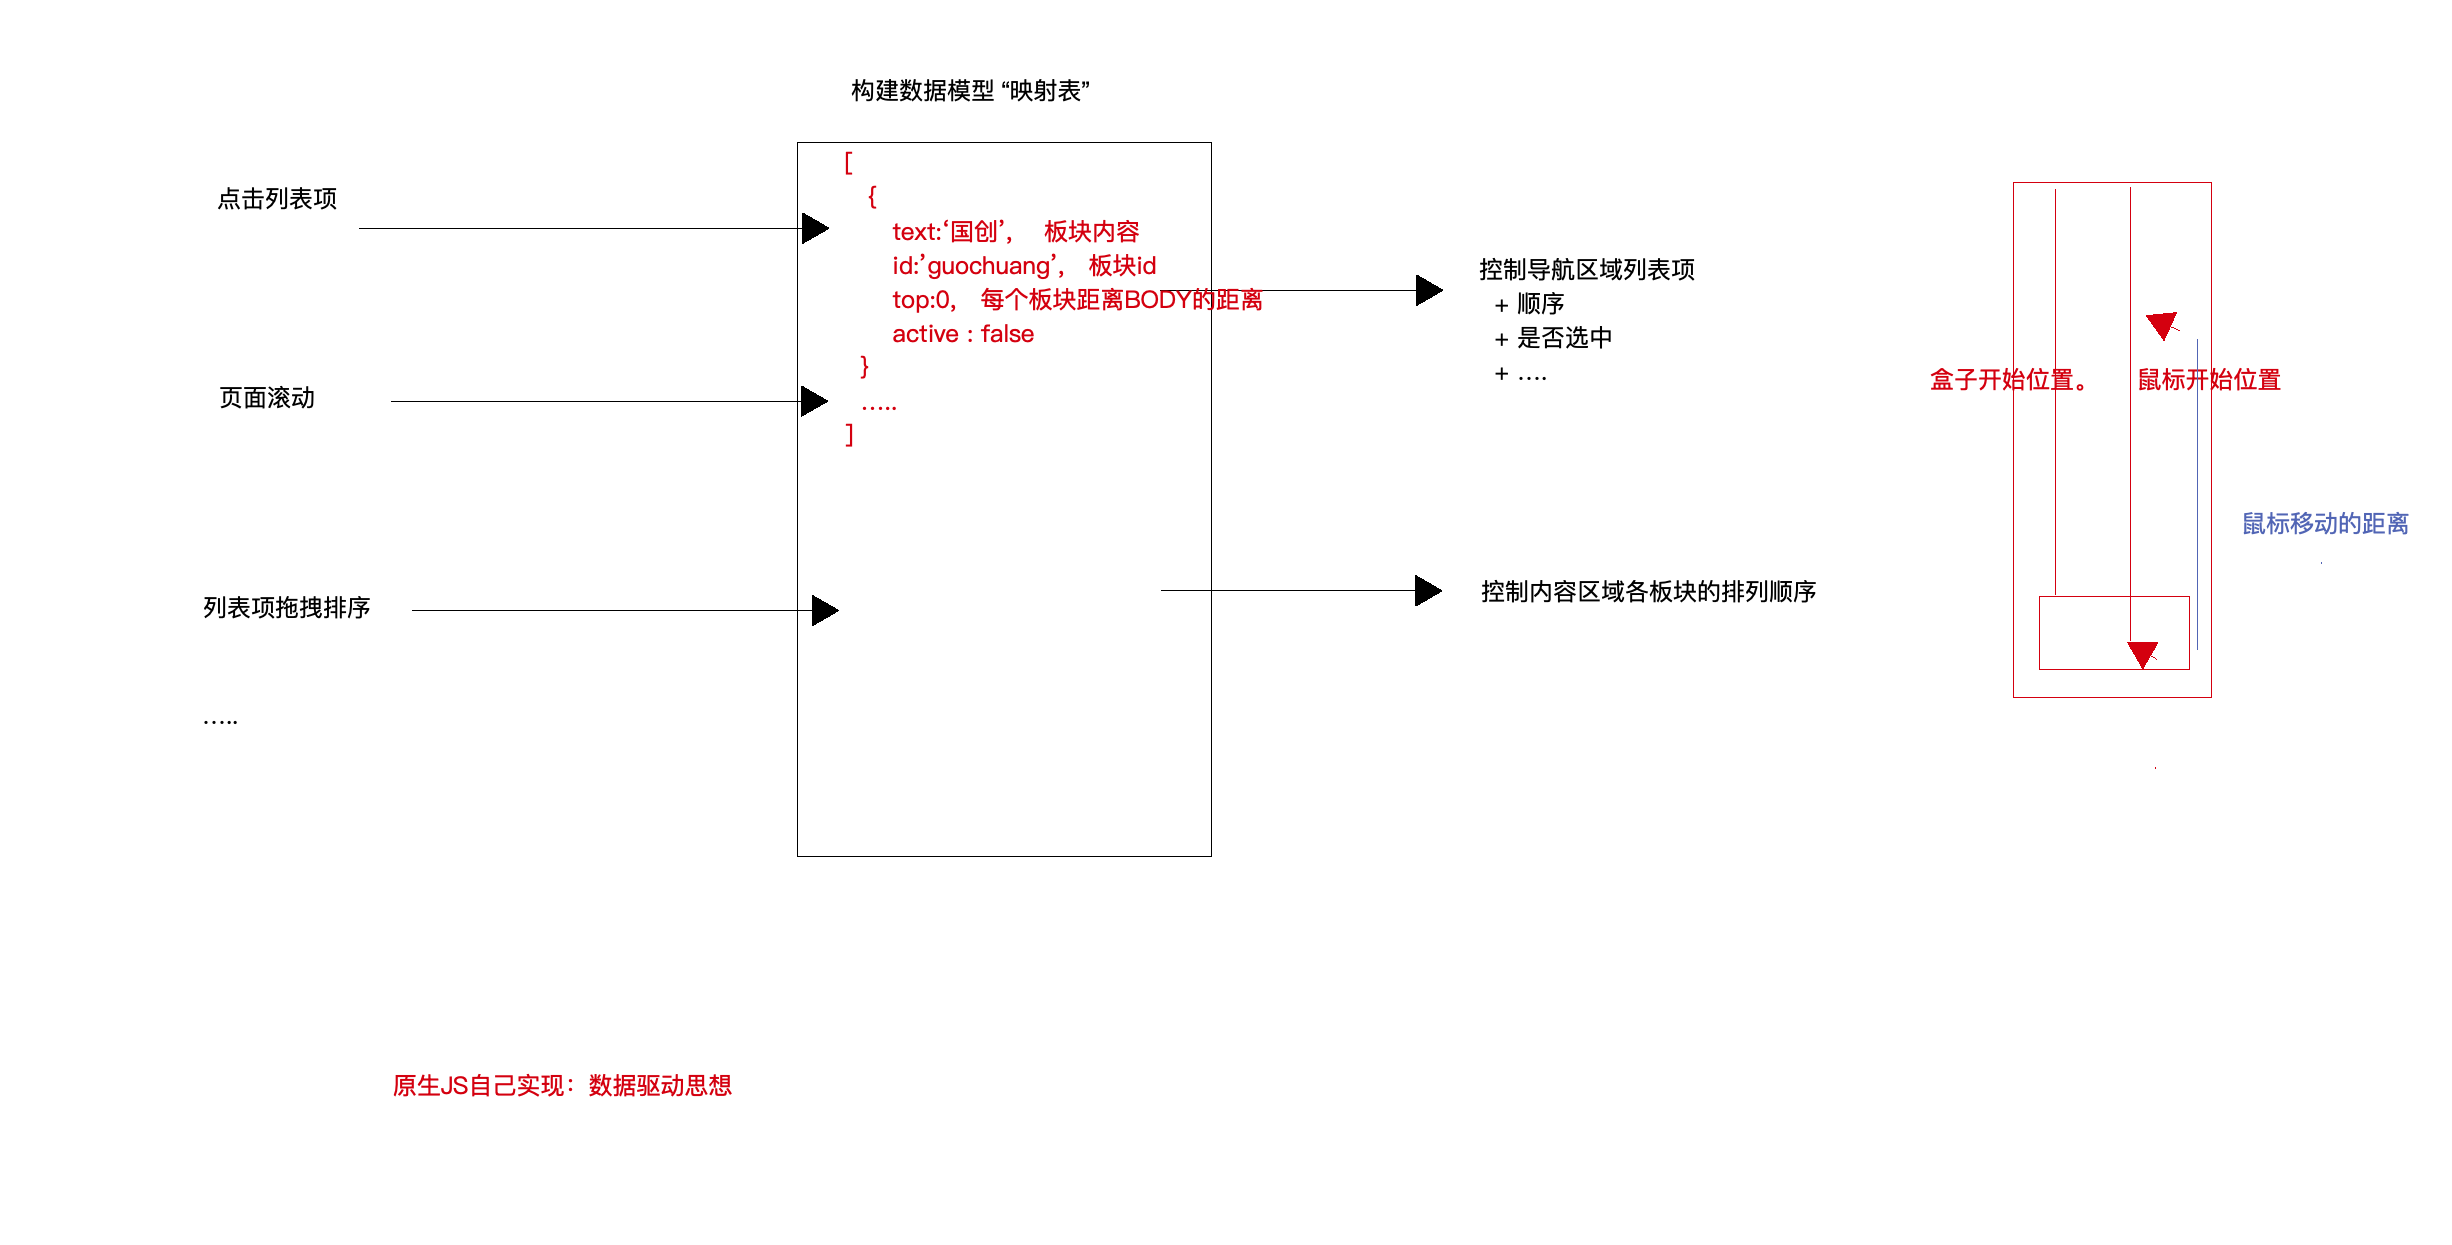 构建数据模型 “映射表”
点击列表项
页面滚动
列表项拖拽排序
.....
[
{
text:‘国创’， 板块内容
id:’guochuang’， 板块id
top:0， 每个板块距离BODY的距离
active : false
}
.....
]
控制导航区域列表项
+ 顺序
+ 是否选中
+ ....
控制内容区域各板块的排列顺序
盒子开始位置。
鼠标开始位置
鼠标移动的距离
原生JS自己实现：数据驱动思想